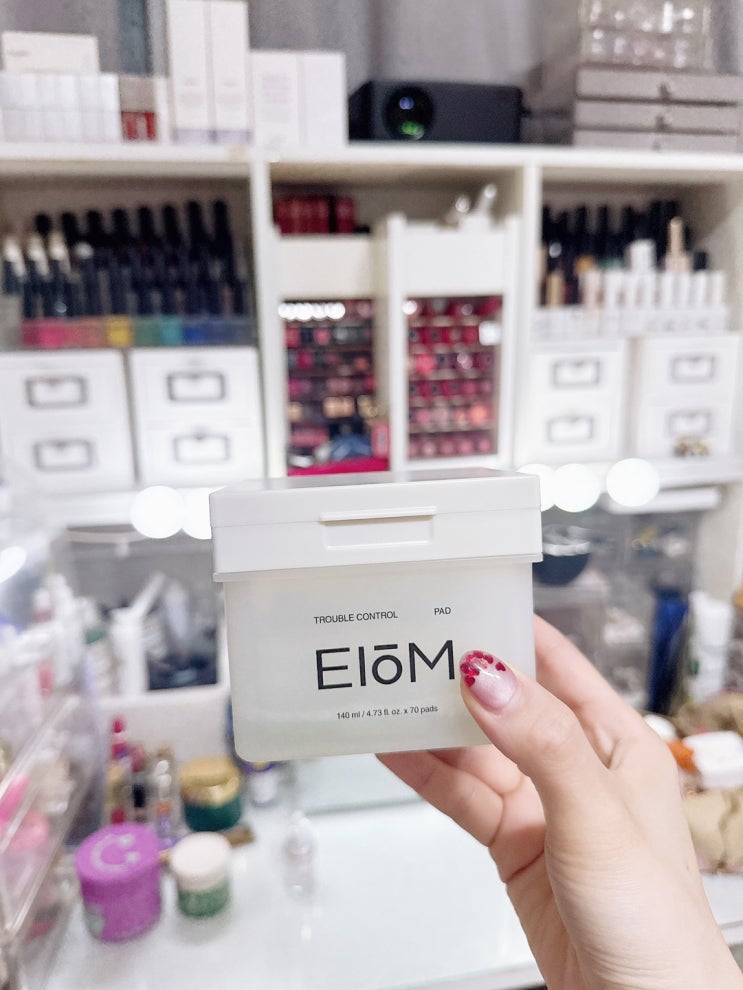 TROUBLE CONTROL PAD
EIōM
140 ml / 4.73 fl. oz. x 70 pads